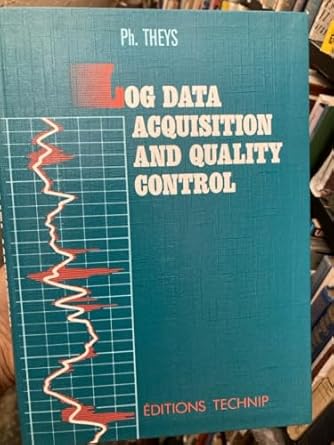 Ph. THEYS
LOG DATA
ACQUISITION
AND QUALITY
CONTROL
ÉDITIONS TECHNIP